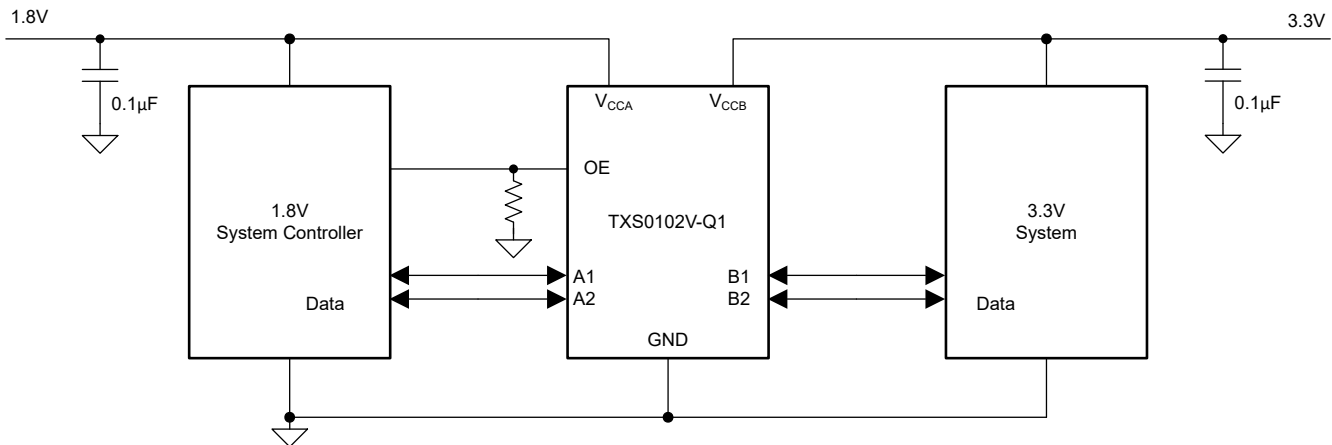 1.8V
3.3V
0.1µF
0.1µF
VCCA
VCCB
OE
1.8V
System Controller
TXS0102V-Q1
3.3V
System
A1
B1
A2
B2
Data
Data
GND